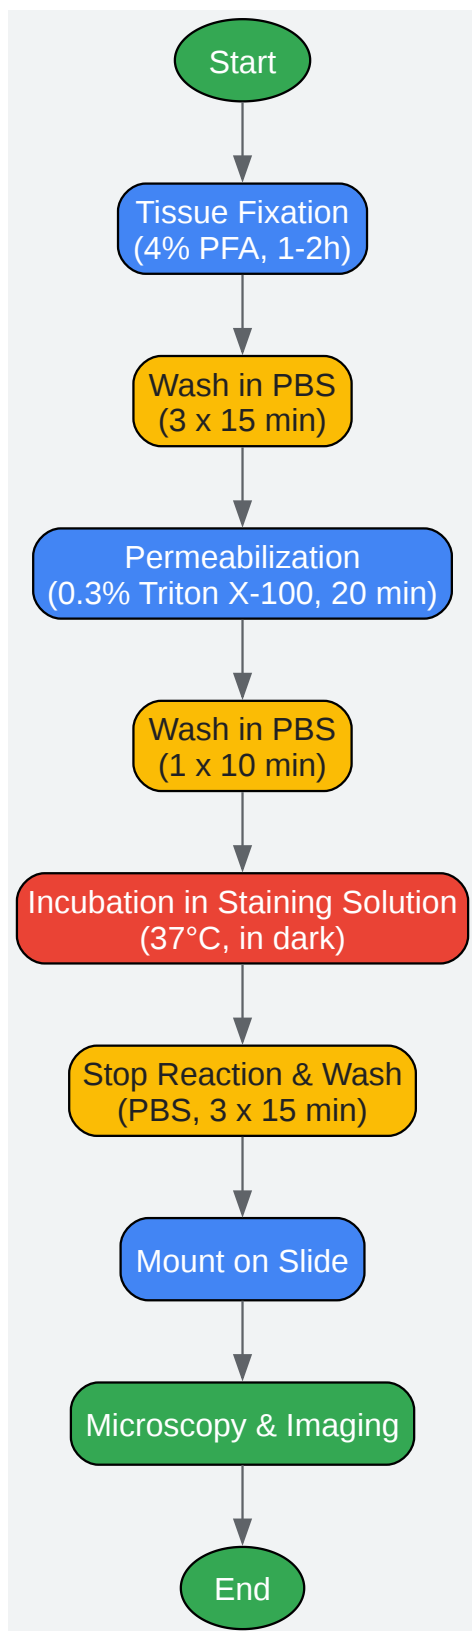 Start
Tissue Fixation
(4% PFA, 1-2h)
Wash in PBS
(3 x 15 min)
Permeabilization
(0.3% Triton X-100, 20 min)
Wash in PBS
(1 x 10 min)
Incubation in Staining Solution
(37°C, in dark)
Stop Reaction & Wash
(PBS, 3 x 15 min)
Mount on Slide
Microscopy & Imaging
End